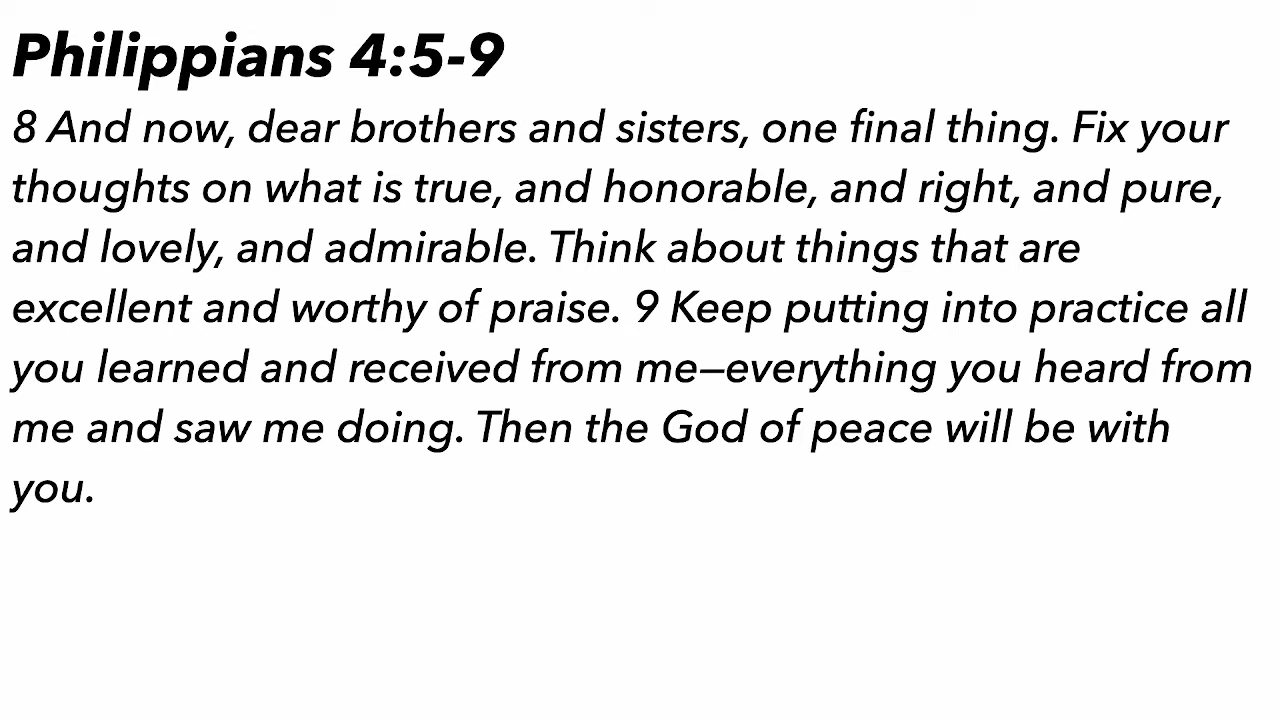 Philippians 4:5-9
8 And now, dear brothers and sisters, one final thing. Fix your
thoughts on what is true, and honorable, and right, and pure,
and lovely, and admirable. Think about things that are
excellent and worthy of praise. 9 Keep putting into practice all
you learned and received from me—everything you heard from
me and saw me doing. Then the God of peace will be with
you.